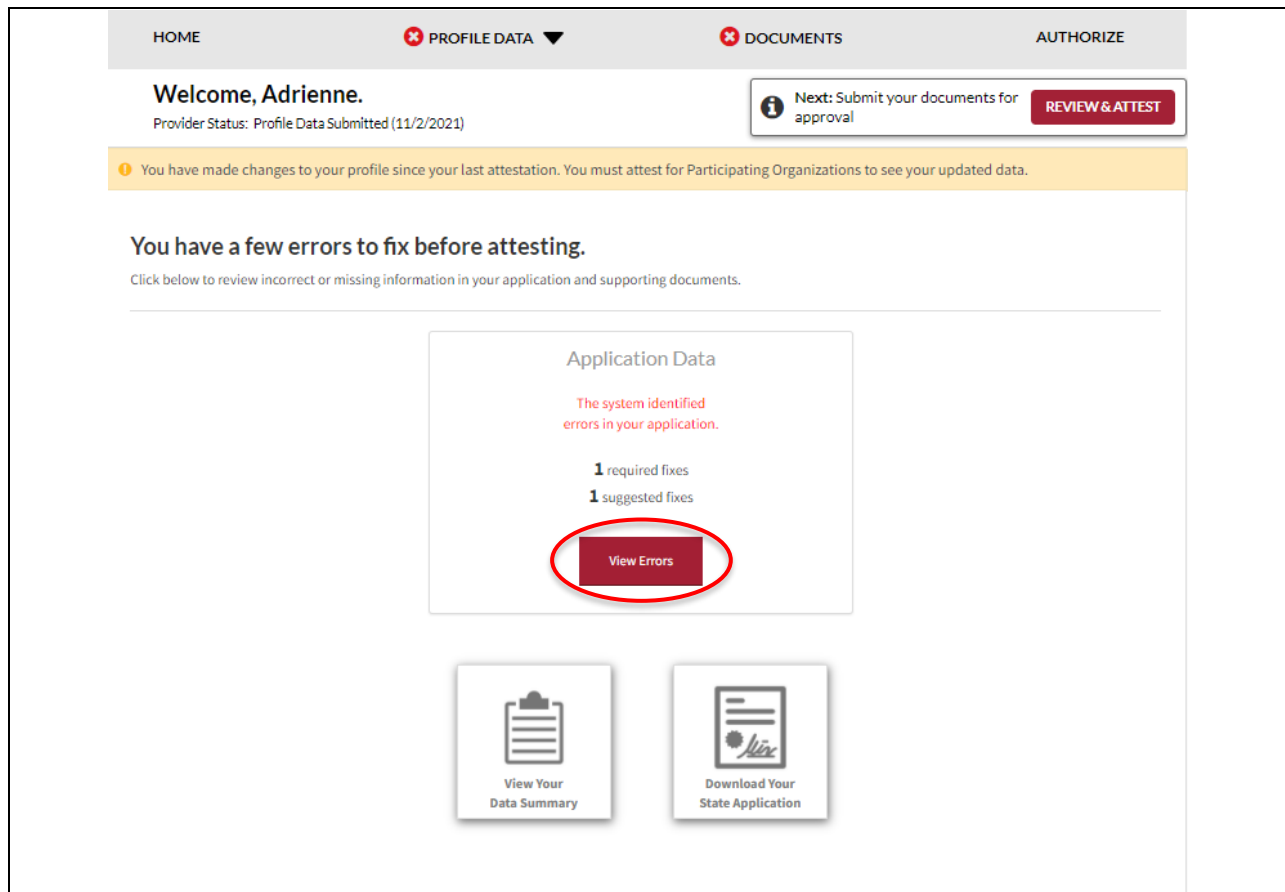 HOME PROFILE DATA DOCUMENTS AUTHORIZE
Welcome, Adrienne.
Provider Status: Profile Data Submitted (11/2/2021)
Next: Submit your documents for
approval
REVIEW & ATTEST
You have made changes to your profile since your last attestation. You must attest for Participating Organizations to see your updated data.
You have a few errors to fix before attesting.
Click below to review incorrect or missing information in your application and supporting documents.
Application Data
The system identified
errors in your application.
1 required fixes
1 suggested fixes
View Errors
View Your
Data Summary
Download Your
State Application